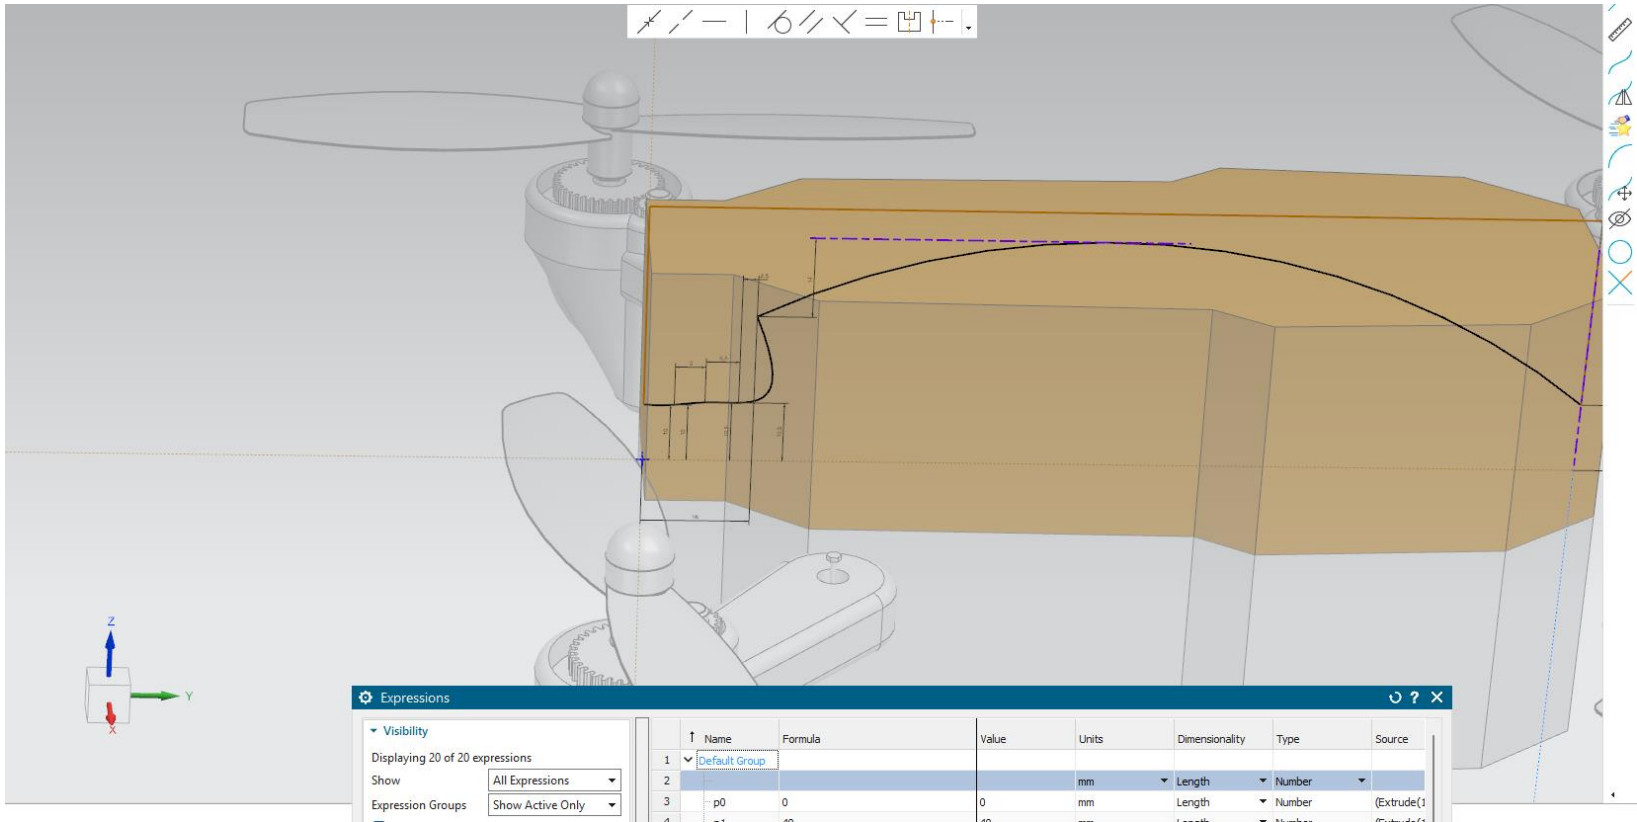 Z
Y
X
Expressions
Visibility
Displaying 20 of 20 expressions
Show All Expressions
Expression Groups Show Active Only
↑ Name Formula Value Units Dimensionality Type Source
1 Default Group
2 mm Length Number
3 p0 0 0 mm Length Number (Extrude(1